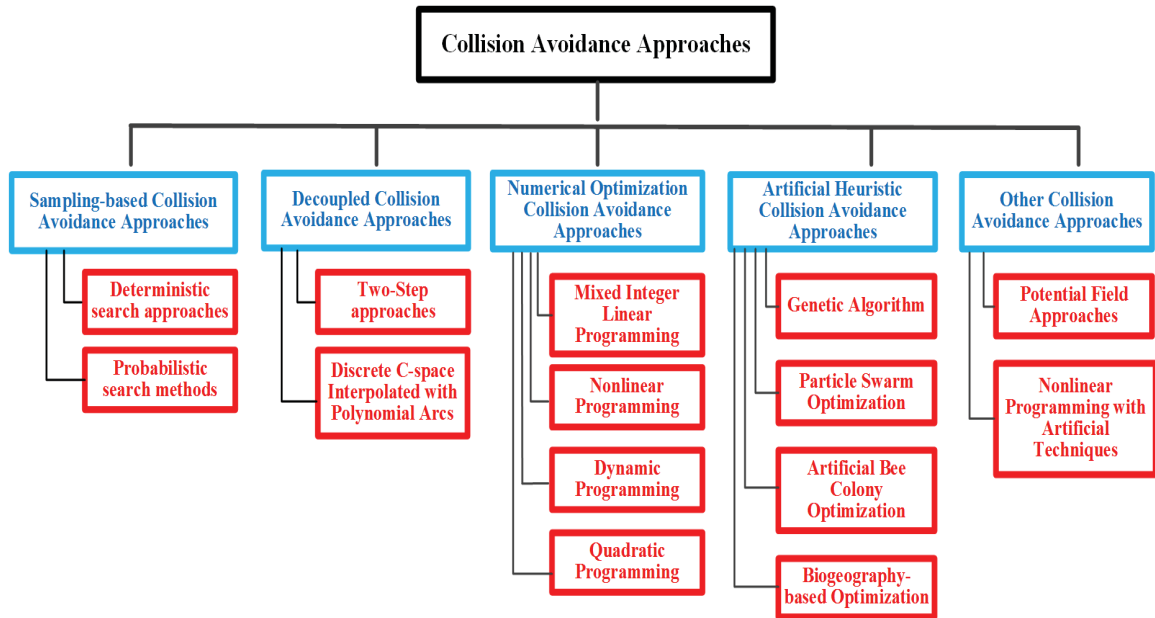 Collision Avoidance Approaches
Sampling-based Collision
Avoidance Approaches
Deterministic
search approaches
Probabilistic
search methods
Decoupled Collision
Avoidance Approaches
Two-Step
approaches
Discrete C-space
Interpolated with
Polynomial Arcs
Numerical Optimization
Collision Avoidance
Approaches
Mixed Integer
Linear
Programming
Nonlinear
Programming
Dynamic
Programming
Quadratic
Programming
Artificial Heuristic
Collision Avoidance
Approaches
Genetic Algorithm
Particle Swarm
Optimization
Artificial Bee
Colony
Optimization
Biogeography-
based Optimization
Other Collision
Avoidance Approaches
Potential Field
Approaches
Nonlinear
Programming with
Artificial
Techniques